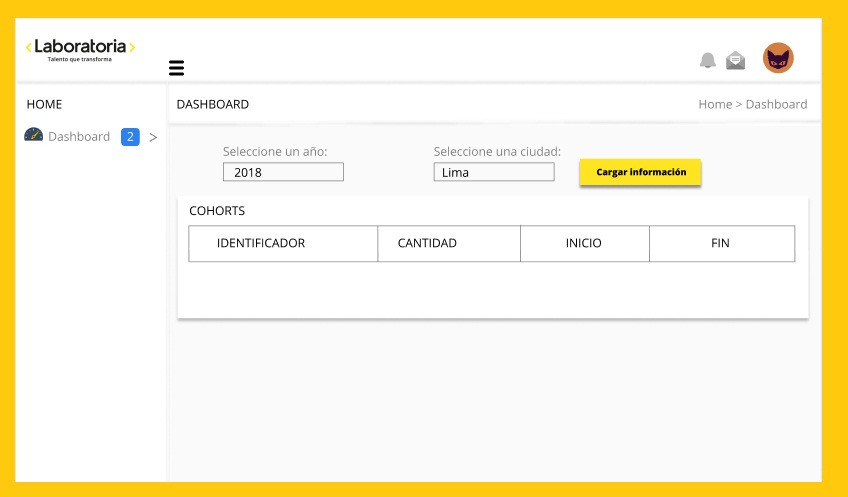 <Laboratoria>
Talento que transforma
HOME
Dashboard 2 >
DASHBOARD
Home > Dashboard
Seleccione un año:
2018
Seleccione una ciudad:
Lima
Cargar información
COHORTS
IDENTIFICADOR CANTIDAD INICIO FIN